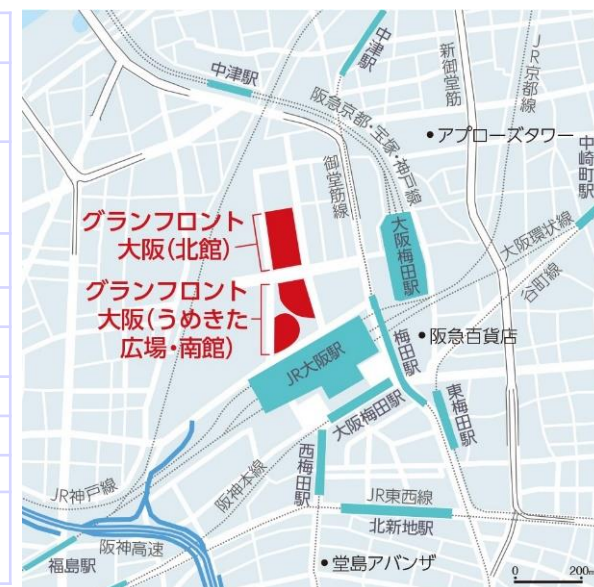 中津駅
中津駅
新御堂筋
JR京都線
阪急京都・宝塚・神戸線
アプローズタワー
中崎町駅
御堂筋線
グランフロント
大阪(北館)
大阪梅田駅
大阪環状線
谷町線
グランフロント
大阪(うめきた
広場・南館)
JR大阪駅
梅田駅
阪急百貨店
大阪梅田駅
東梅田駅
西梅田駅
阪神本線
JR神戸線
JR東西線
北新地駅
阪神高速
福島駅
堂島アバンザ
0 200m